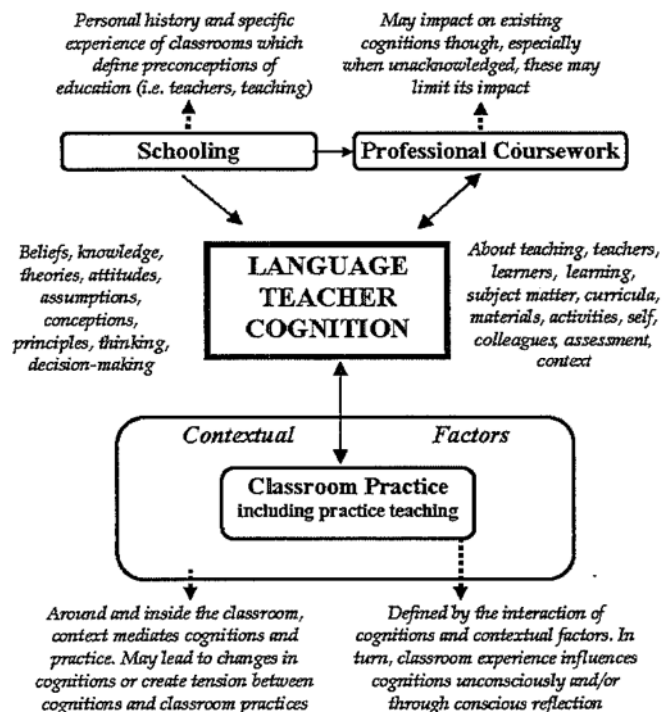 Personal history and specific
experience of classrooms which
define preconceptions of
education (i.e. teachers, teaching)
May impact on existing
cognitions though, especially
when unacknowledged, these may
limit its impact
Schooling
Professional Coursework
Beliefs, knowledge,
theories, attitudes,
assumptions,
conceptions,
principles, thinking,
decision-making
LANGUAGE
TEACHER
COGNITION
About teaching, teachers,
learners, learning,
subject matter, curricula,
materials, activities, self,
colleagues, assessment,
context
Contextual Factors
Classroom Practice
including practice teaching
Around and inside the classroom,
context mediates cognitions and
practice. May lead to changes in
cognitions or create tension between
cognitions and classroom practices
Defined by the interaction of
cognitions and contextual factors. In
turn, classroom experience influences
cognitions unconsciously and/or
through conscious reflection